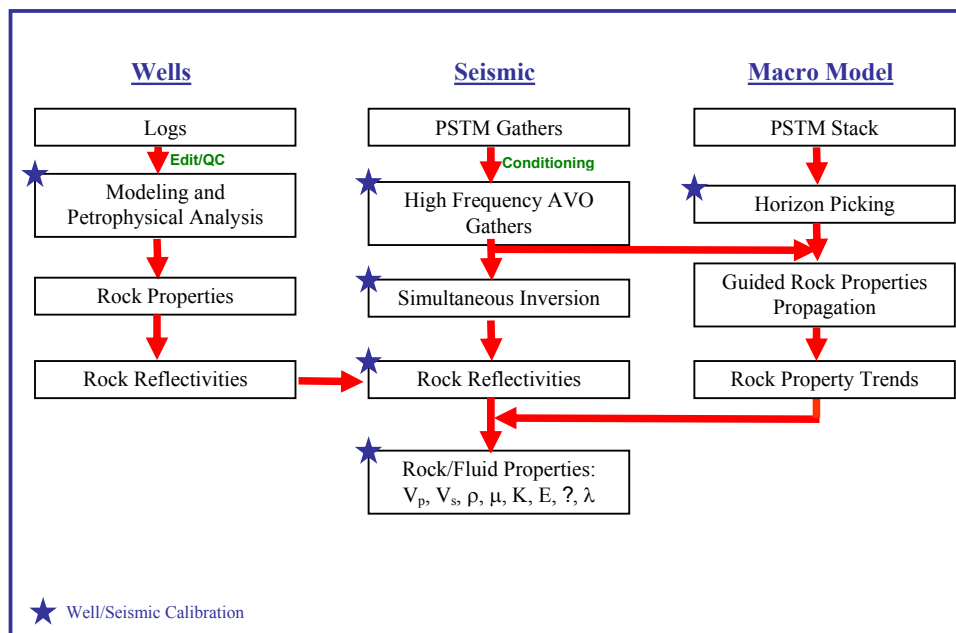 Wells
Seismic
Macro Model
Logs
PSTM Gathers
PSTM Stack
Edit/QC
Conditioning
Modeling and
Petrophysical Analysis
High Frequency AVO
Gathers
Horizon Picking
Rock Properties
Simultaneous Inversion
Guided Rock Properties
Propagation
Rock Reflectivities
Rock Reflectivities
Rock Property Trends
Rock/Fluid Properties:
Vp, Vs, ρ, μ, K, E, ?, λ
Well/Seismic Calibration